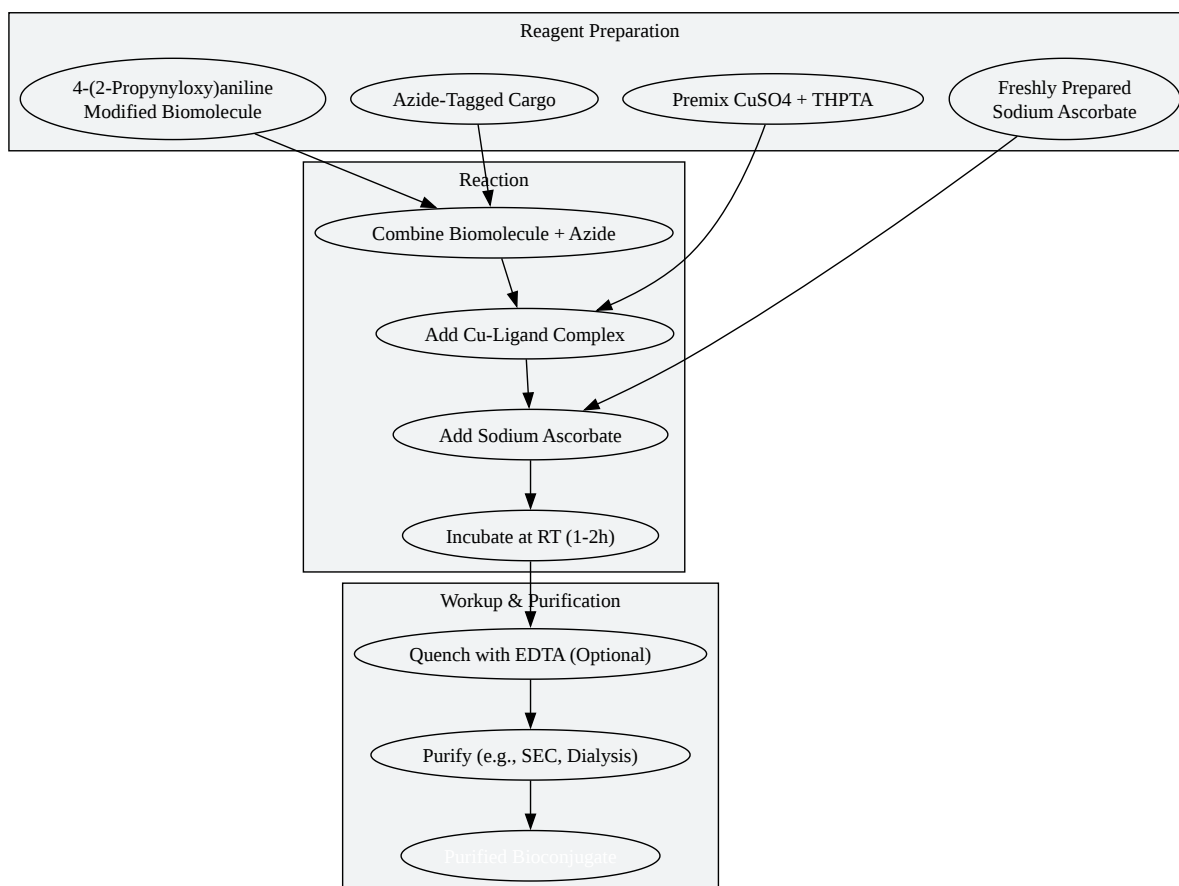 Reagent Preparation
4-(2-Propynyloxy)aniline
Modified Biomolecule
Azide-Tagged Cargo
Premix CuSO4 + THPTA
Freshly Prepared
Sodium Ascorbate
Reaction
Combine Biomolecule + Azide
Add Cu-Ligand Complex
Add Sodium Ascorbate
Incubate at RT (1-2h)
Workup & Purification
Quench with EDTA (Optional)
Purify (e.g., SEC, Dialysis)
Purified Bioconjugate